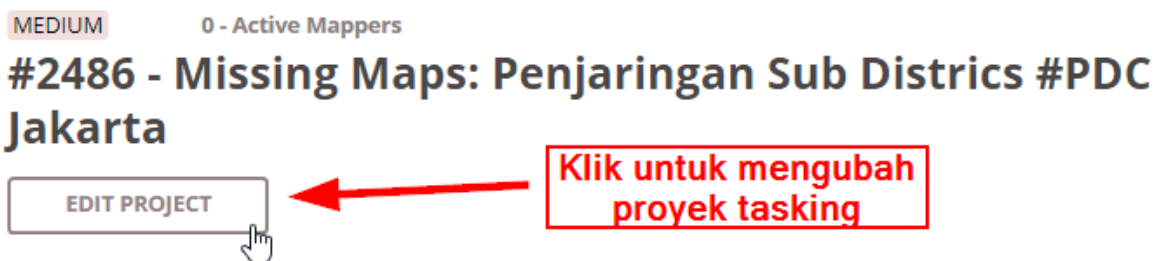 MEDIUM 0 - Active Mappers
#2486 - Missing Maps: Penjaringan Sub Districs #PDC
Jakarta
EDIT PROJECT
Klik untuk mengubah
proyek tasking